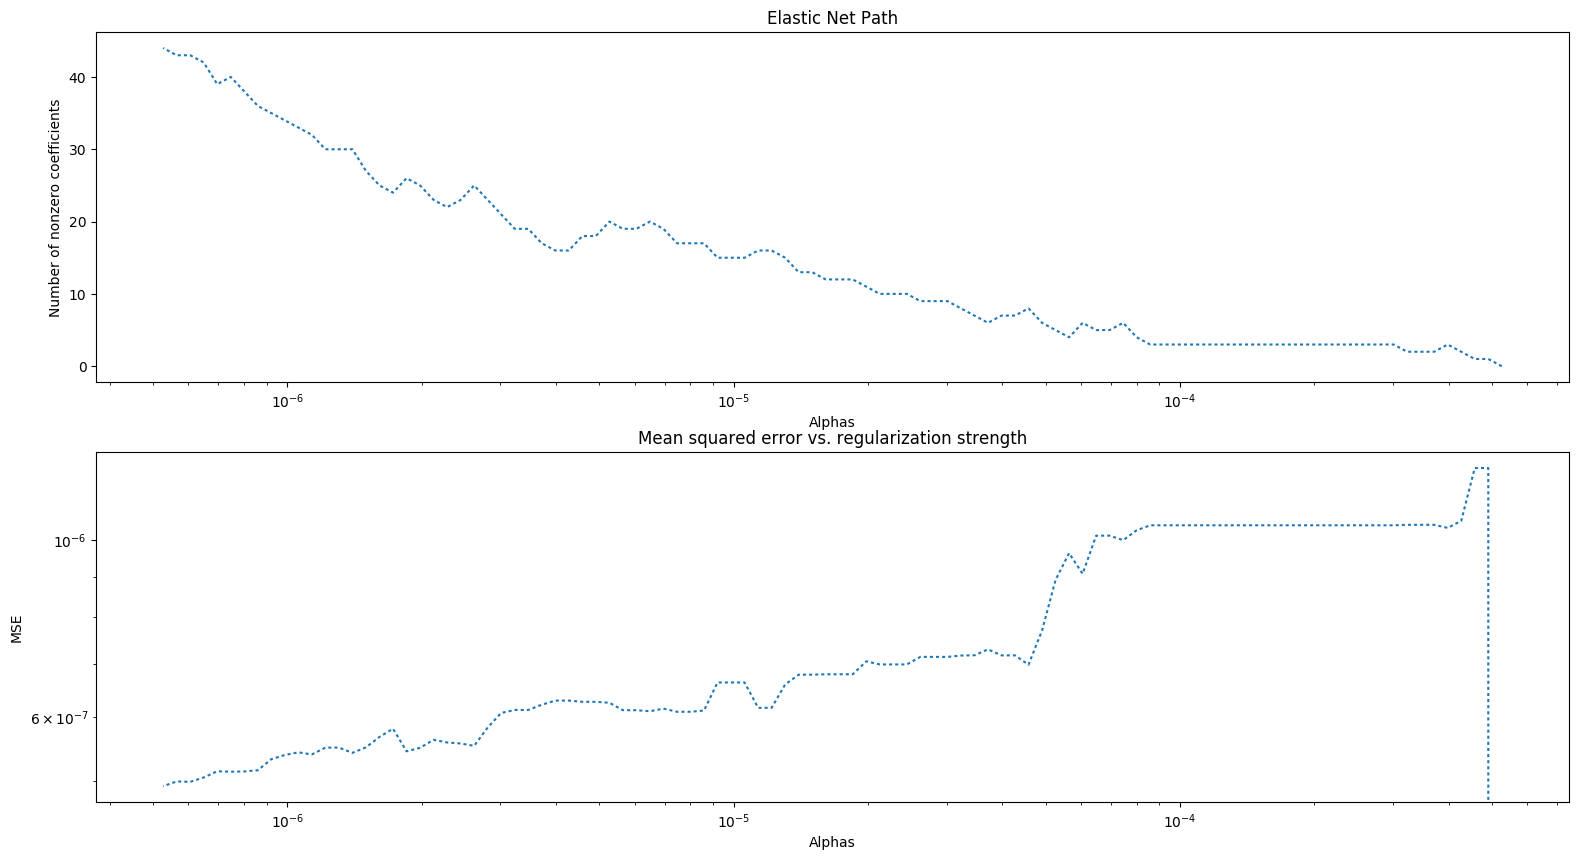 Elastic Net Path
Number of nonzero coefficients
40
30
20
10
0
10⁻⁶
10⁻⁵
10⁻⁴
Alphas
Mean squared error vs. regularization strength
MSE
10⁻⁶
6 × 10⁻⁷
10⁻⁶
10⁻⁵
10⁻⁴
Alphas